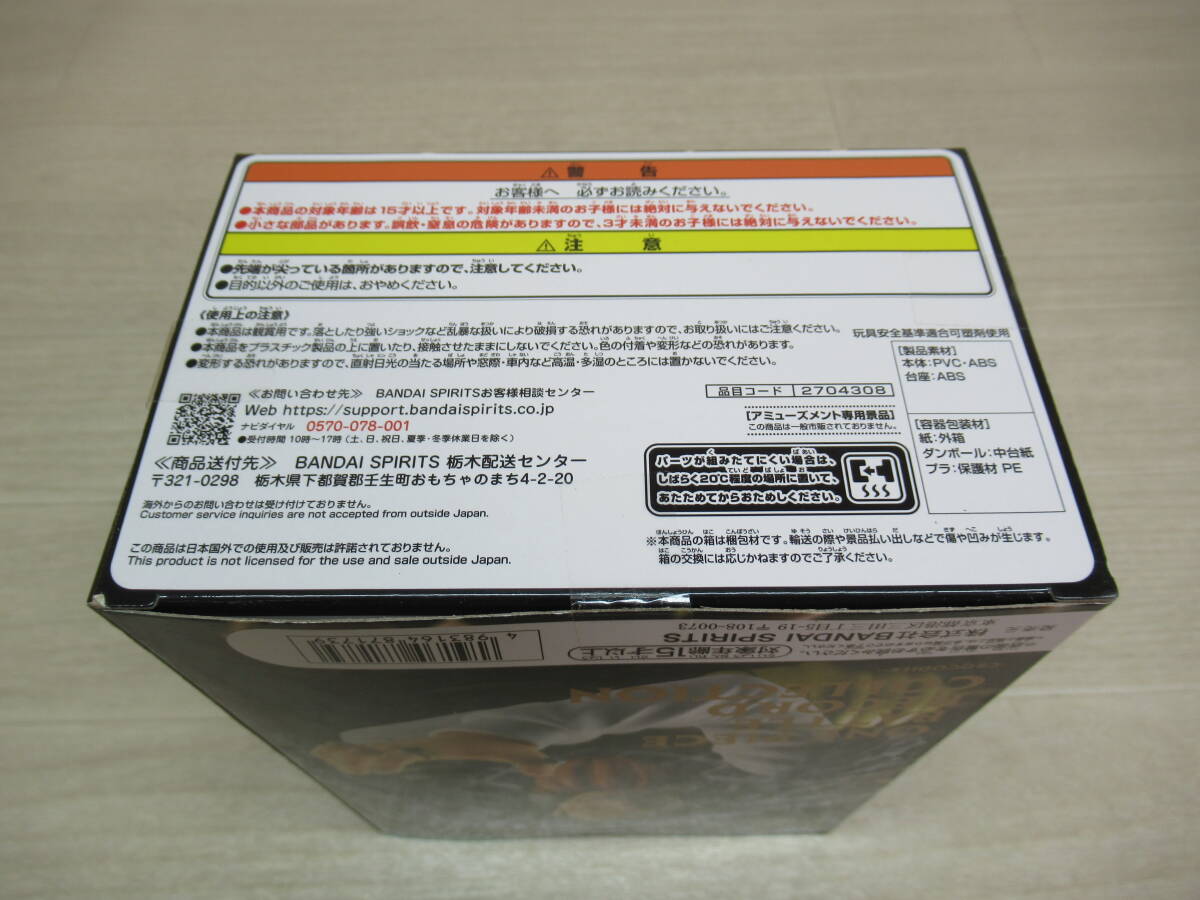 ⚠警告
お客様へ 必ずお読みください。
●本商品の対象年齢は15才以上です。対象年齢未満のお子様には絶対に与えないでください。
●小さな部品があります。誤飲・窒息の危険がありますので、3才未満のお子様には絶対に与えないでください。
⚠注意
●先端が尖っている箇所がありますので、注意してください。
●目的以外のご使用は、おやめください。
《使用上の注意》
●本商品は観賞用です。落としたり強いショックなど乱暴な扱いにより破損する恐れがありますので、お取り扱いにはご注意ください。
●本商品をプラスチック製品の上に置いたり、接触させたままにしないでください。色の付着や変形などの恐れがあります。
●変形する恐れがありますので、直射日光の当たる場所や窓際・車内など高温・多湿のところには置かないでください。
玩具安全基準適合可塑剤使用
[製品素材]
本体:PVC・ABS
台座:ABS
[容器包装材]
紙:外箱
ダンボール:中台紙
プラ:保護材 PE
≪お問い合わせ先≫ BANDAI SPIRITSお客様相談センター
Web https://support.bandaispirits.co.jp
ナビダイヤル 0570-078-001
●受付時間 10時〜17時(土、日、祝日、夏季・冬季休業日を除く)
品目コード 2704308
[アミューズメント専用景品]
この商品は一般市販されておりません。
≪商品送付先≫ BANDAI SPIRITS 栃木配送センター
〒321-0298 栃木県下都賀郡壬生町おもちゃのまち4-2-20
パーツが組みたてにくい場合は、
しばらく20℃程度の場所に置いて、
あたためてからおためしください。
海外からのお問い合わせは受け付けておりません。
Customer service inquiries are not accepted from outside Japan.
この商品は日本国外での使用及び販売は許諾されておりません。
This product is not licensed for the use and sale outside Japan.
※本商品の箱は梱包材です。輸送の際や景品払い出しなどで傷や凹みが生じます。
箱の交換には応じかねますのでご了承ください。
4983164871739
対象年齢15才以上
発売元 株式会社BANDAI SPIRITS
東京都港区三田三丁目5-19 〒108-0073